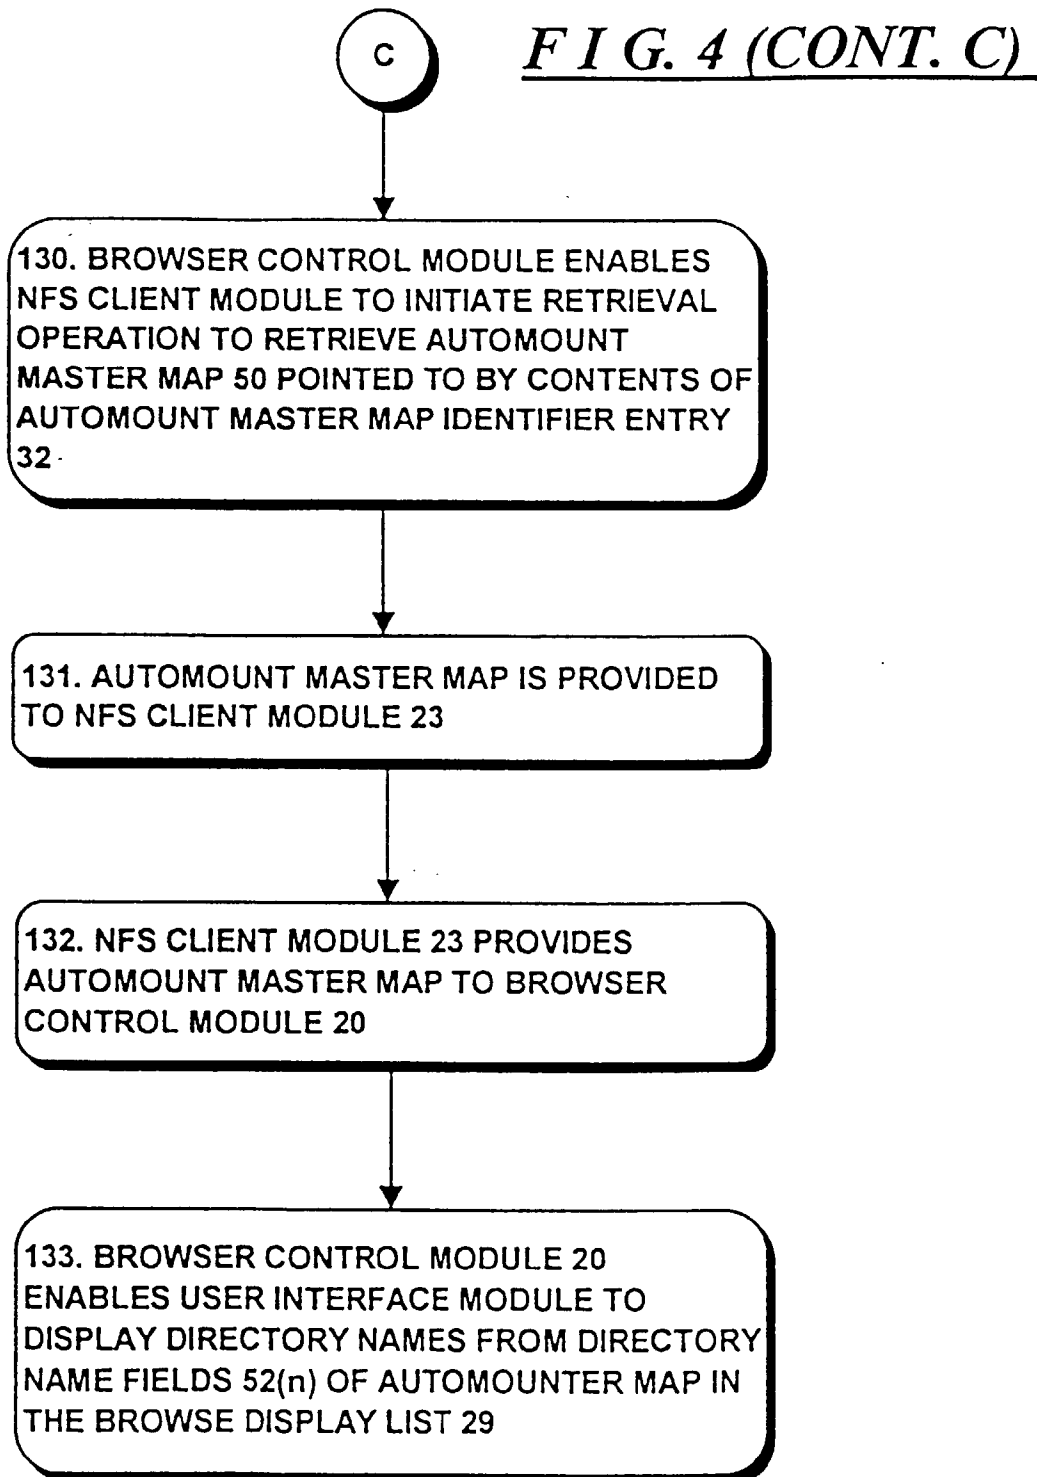 C
F I G. 4 (CONT. C)
130. BROWSER CONTROL MODULE ENABLES
NFS CLIENT MODULE TO INITIATE RETRIEVAL
OPERATION TO RETRIEVE AUTOMOUNT
MASTER MAP 50 POINTED TO BY CONTENTS OF
AUTOMOUNT MASTER MAP IDENTIFIER ENTRY
32
131. AUTOMOUNT MASTER MAP IS PROVIDED
TO NFS CLIENT MODULE 23
132. NFS CLIENT MODULE 23 PROVIDES
AUTOMOUNT MASTER MAP TO BROWSER
CONTROL MODULE 20
133. BROWSER CONTROL MODULE 20
ENABLES USER INTERFACE MODULE TO
DISPLAY DIRECTORY NAMES FROM DIRECTORY
NAME FIELDS 52(n) OF AUTOMOUNTER MAP IN
THE BROWSE DISPLAY LIST 29